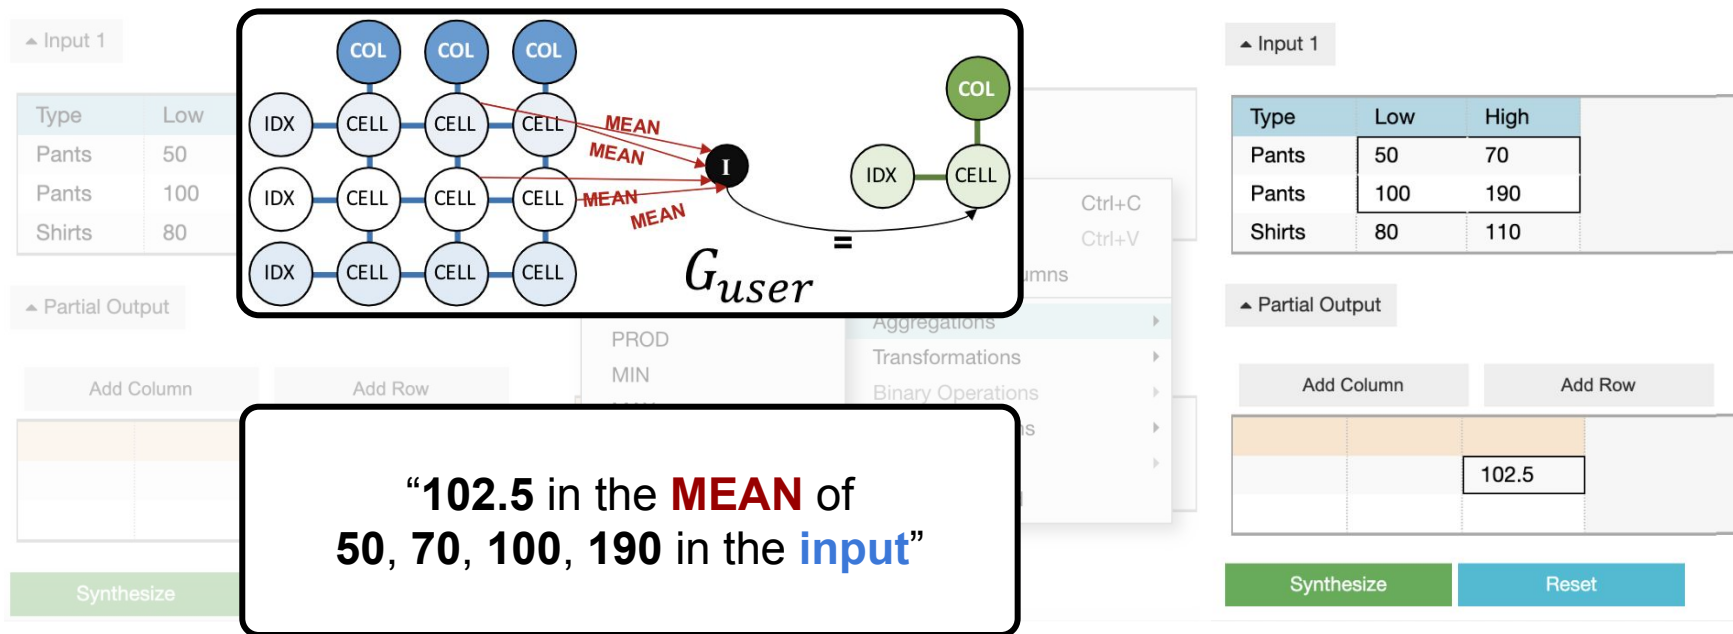 Input 1
Type Low
Pants 50
Pants 100
Shirts 80
Partial Output
Add Column Add Row
Synthesize
COL COL COL
IDX CELL CELL CELL
IDX CELL CELL CELL
IDX CELL CELL CELL
MEAN
MEAN
MEAN
MEAN
I
=
COL
IDX CELL
G_user
Ctrl+C
Ctrl+V
umns
Aggregations
Transformations
Binary Operations
ns
PROD
MIN
“102.5 in the MEAN of
50, 70, 100, 190 in the input”
Input 1
Type Low High
Pants 50 70
Pants 100 190
Shirts 80 110
Partial Output
Add Column Add Row
102.5
Synthesize Reset